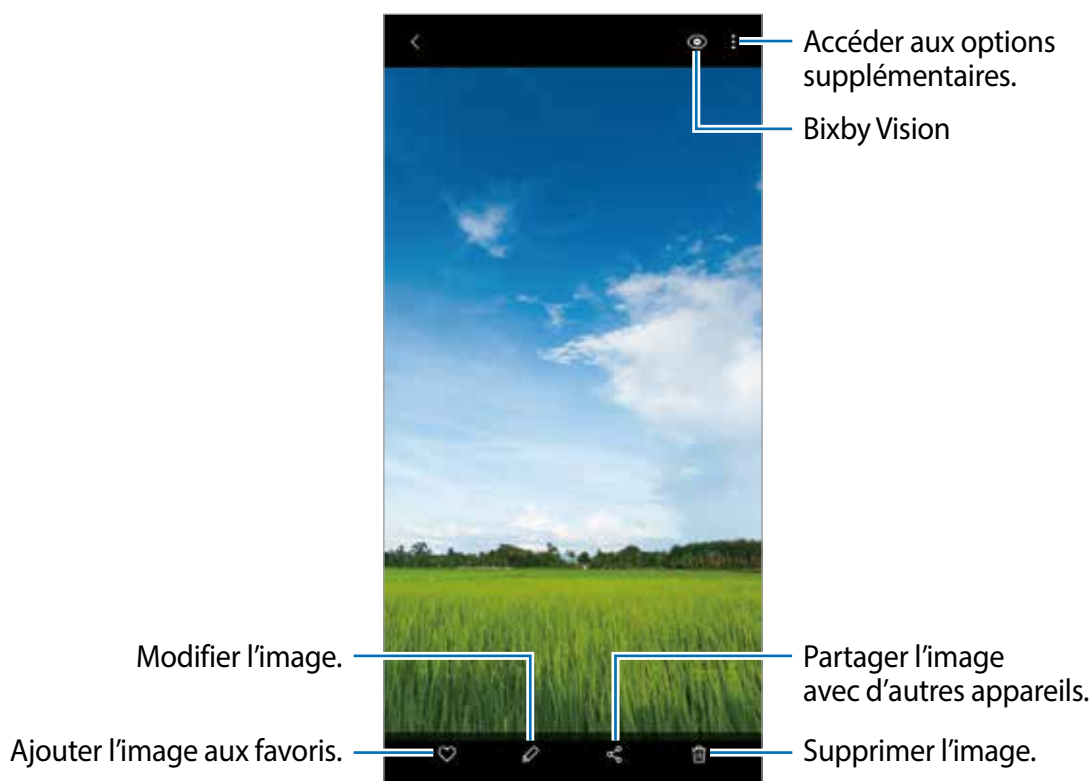 Accéder aux options
supplémentaires.
Bixby Vision
Modifier l'image.
Partager l'image
avec d'autres appareils.
Ajouter l'image aux favoris.
Supprimer l'image.